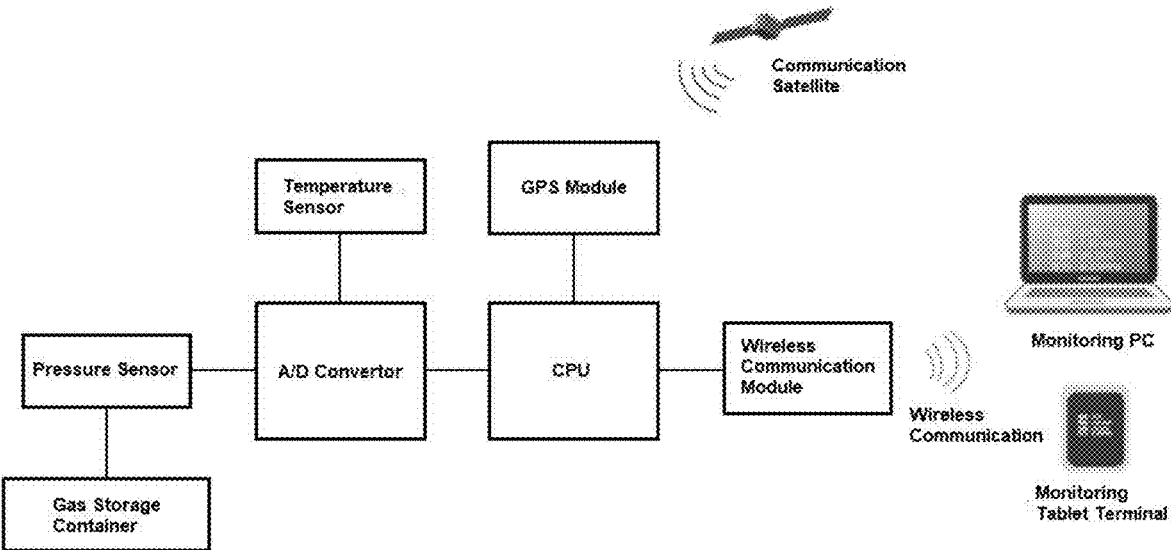 Communication
Satellite
Temperature
Sensor
GPS Module
Pressure Sensor
A/D Convertor
CPU
Wireless
Communication
Module
Monitoring PC
Wireless
Communication
Gas Storage
Container
Monitoring
Tablet Terminal